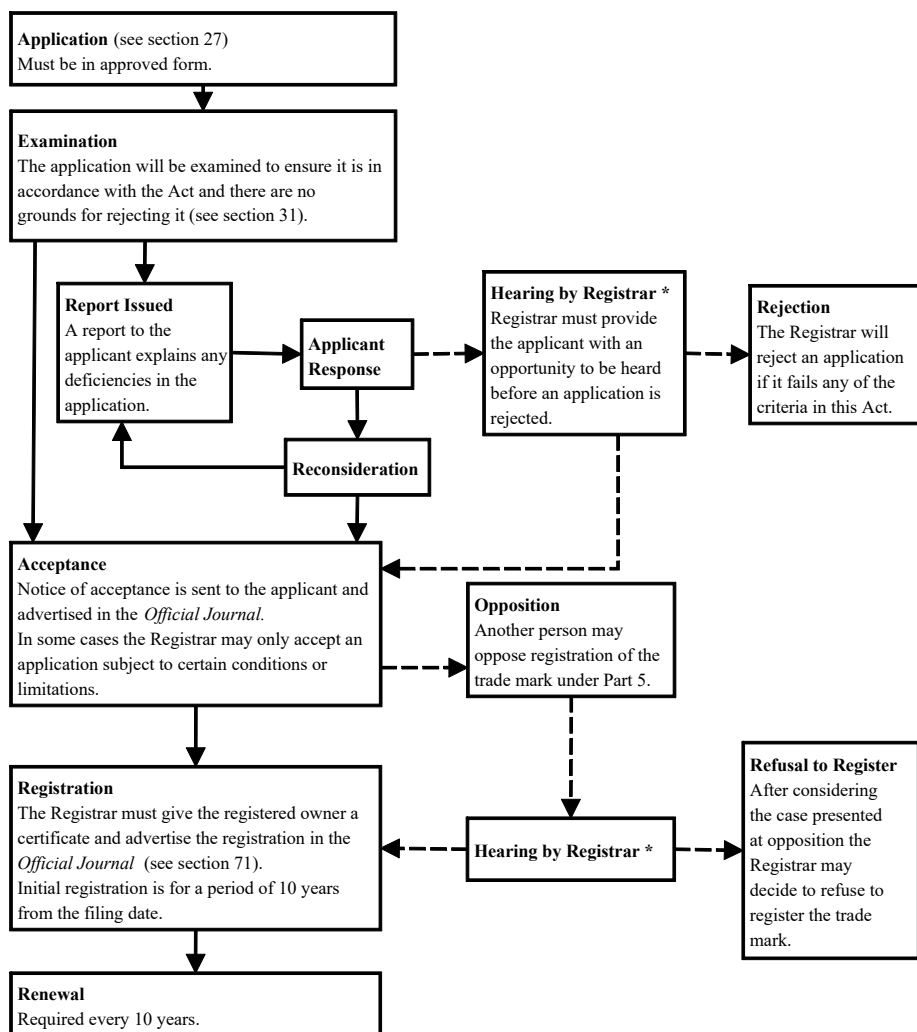 Application (see section 27)
Must be in approved form.
Examination
The application will be examined to ensure it is in
accordance with the Act and there are no
grounds for rejecting it (see section 31).
Report Issued
A report to the
applicant explains any
deficiencies in the
application.
Applicant
Response
Hearing by Registrar *
Registrar must provide
the applicant with an
opportunity to be heard
before an application is
rejected.
Rejection
The Registrar will
reject an application
if it fails any of the
criteria in this Act.
Reconsideration
Acceptance
Notice of acceptance is sent to the applicant and
advertised in the Official Journal.
In some cases the Registrar may only accept an
application subject to certain conditions or
limitations.
Opposition
Another person may
oppose registration of the
trade mark under Part 5.
Registration
The Registrar must give the registered owner a
certificate and advertise the registration in the
Official Journal (see section 71).
Initial registration is for a period of 10 years
from the filing date.
Hearing by Registrar *
Refusal to Register
After considering
the case presented
at opposition the
Registrar may
decide to refuse to
register the trade
mark.
Renewal
Required every 10 years.